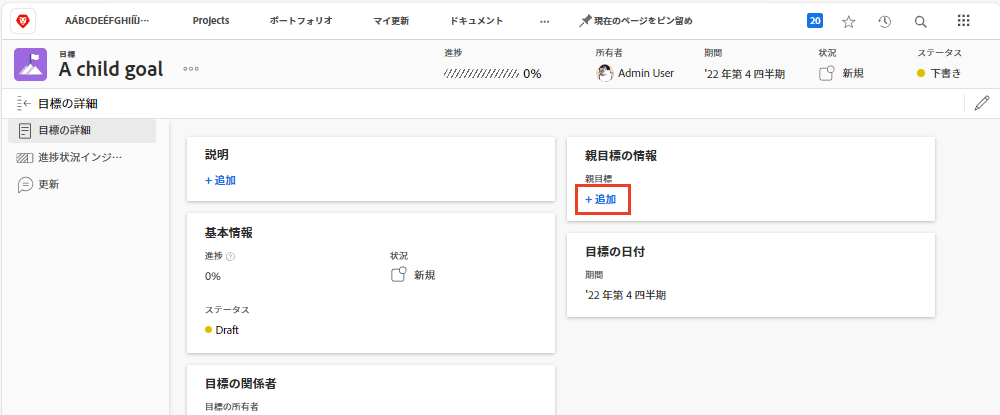 AÁBCDEÉFGHIÍÏ… Projects ポートフォリオ マイ更新 ドキュメント … 現在のページをピン留め 20
目標
A child goal
進捗 所有者 期間 状況 ステータス
0% Admin User '22 年第 4 四半期 新規 下書き
目標の詳細
目標の詳細
進捗状況インジ…
更新
説明
+ 追加
基本情報
進捗
0%
状況
新規
ステータス
Draft
目標の関係者
目標の所有者
親目標の情報
親目標
+ 追加
目標の日付
期間
'22 年第 4 四半期